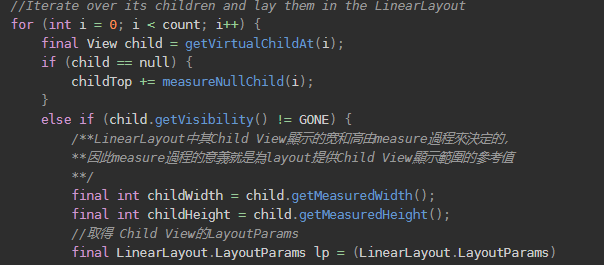 //Iterate over its children and lay them in the LinearLayout
for (int i = 0; i < count; i++) {
final View child = getVirtualChildAt(i);
if (child == null) {
childTop += measureNullChild(i);
}
else if (child.getVisibility() != GONE) {
/**LinearLayout中其Child View顯示的宽和高由measure過程來決定的,
**因此measure過程的意義就是為layout提供Child View顯示範圍的參考值
**/
final int childWidth = child.getMeasuredWidth();
final int childHeight = child.getMeasuredHeight();
//取得 Child View的LayoutParams
final LinearLayout.LayoutParams lp = (LinearLayout.LayoutParams)